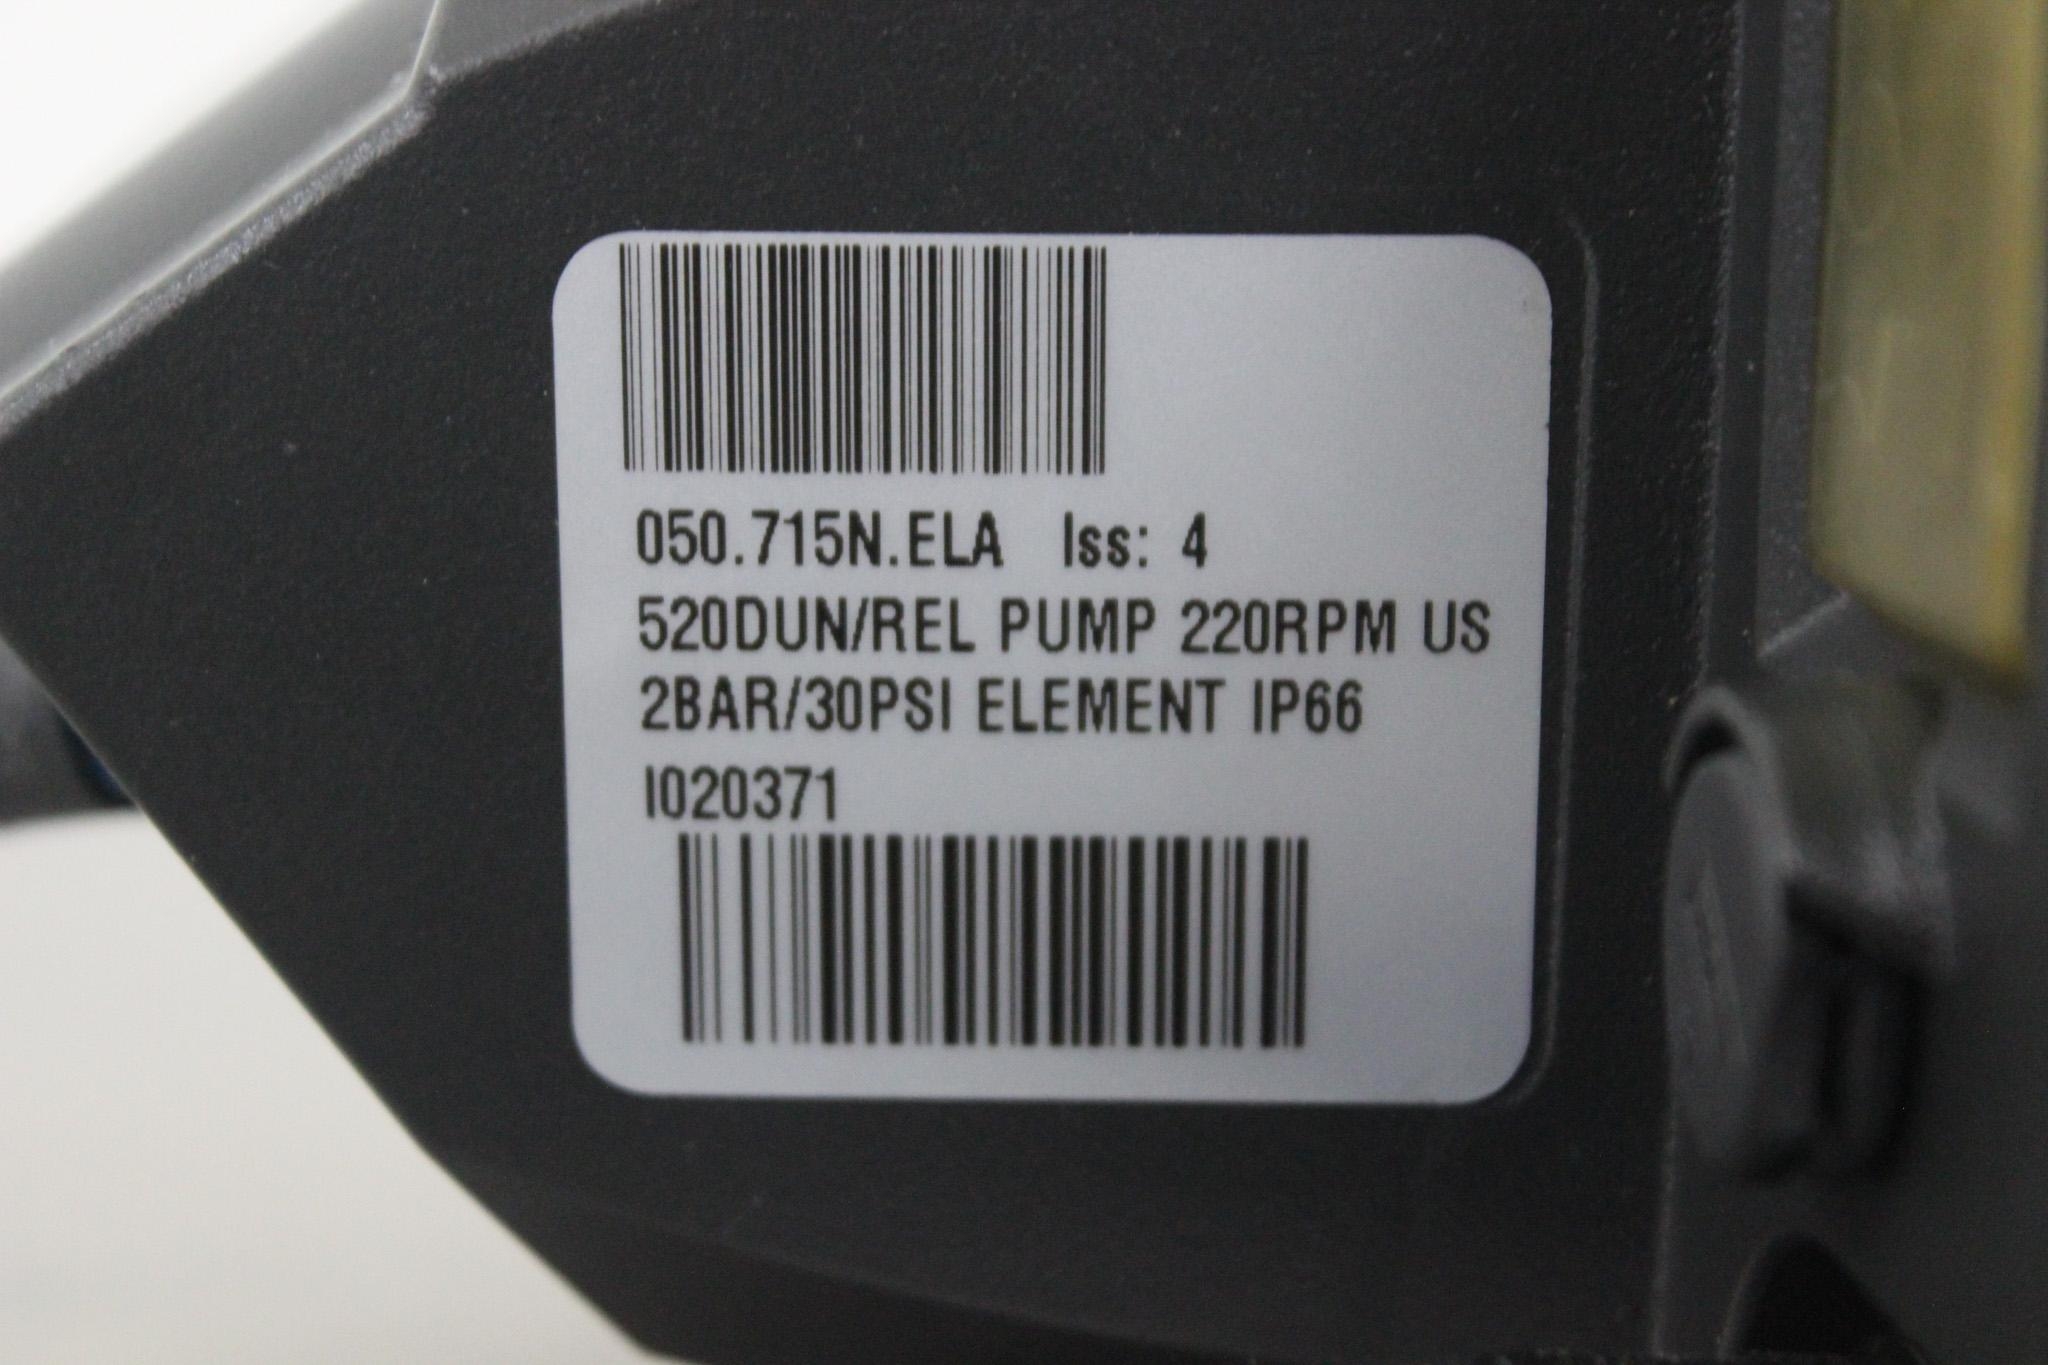 050.715N.ELA Iss: 4
520DUN/REL PUMP 220RPM US
2BAR/30PSI ELEMENT IP66
I020371